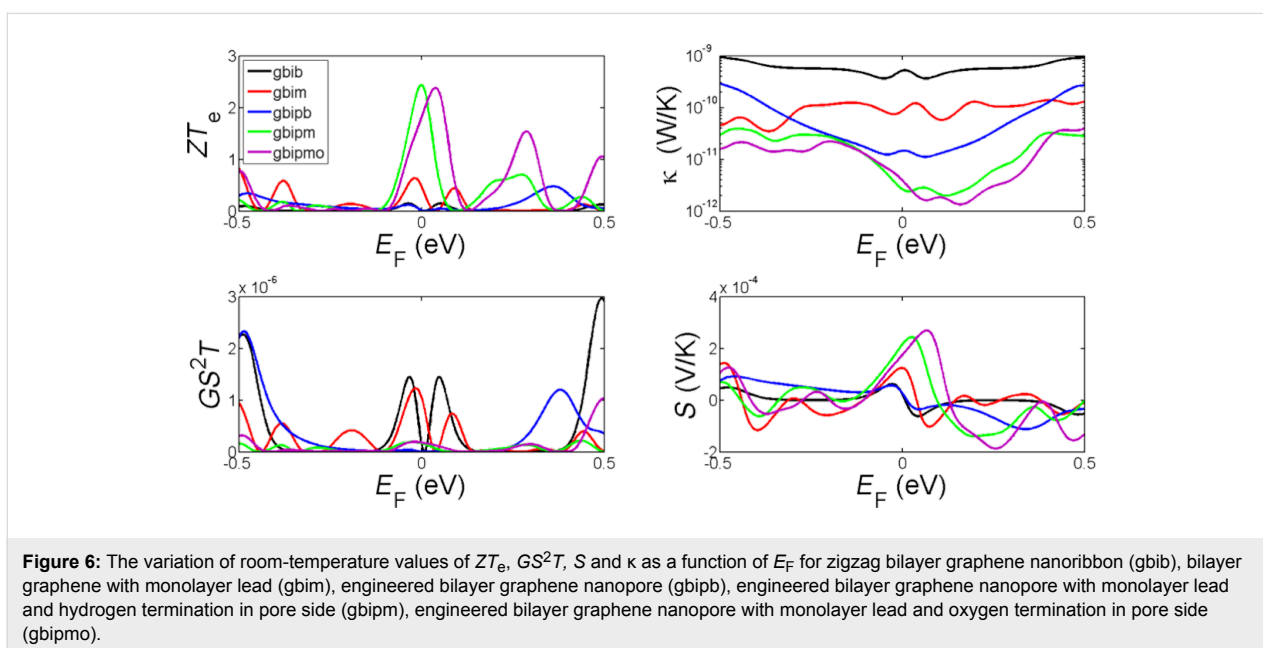 3
2
1
0
ZTe
gbib
gbim
gbipb
gbipm
gbipmo
-0.5 0 0.5
EF (eV)
10-9
10-10
10-11
10-12
κ (W/K)
-0.5 0 0.5
EF (eV)
x 10-6
3
2
1
0
GS2T
-0.5 0 0.5
EF (eV)
x 10-4
4
2
0
-2
S (V/K)
-0.5 0 0.5
EF (eV)
Figure 6: The variation of room-temperature values of ZTe, GS2T, S and κ as a function of EF for zigzag bilayer graphene nanoribbon (gbib), bilayer
graphene with monolayer lead (gbim), engineered bilayer graphene nanopore (gbipb), engineered bilayer graphene nanopore with monolayer lead
and hydrogen termination in pore side (gbipm), engineered bilayer graphene nanopore with monolayer lead and oxygen termination in pore side
(gbipmo).